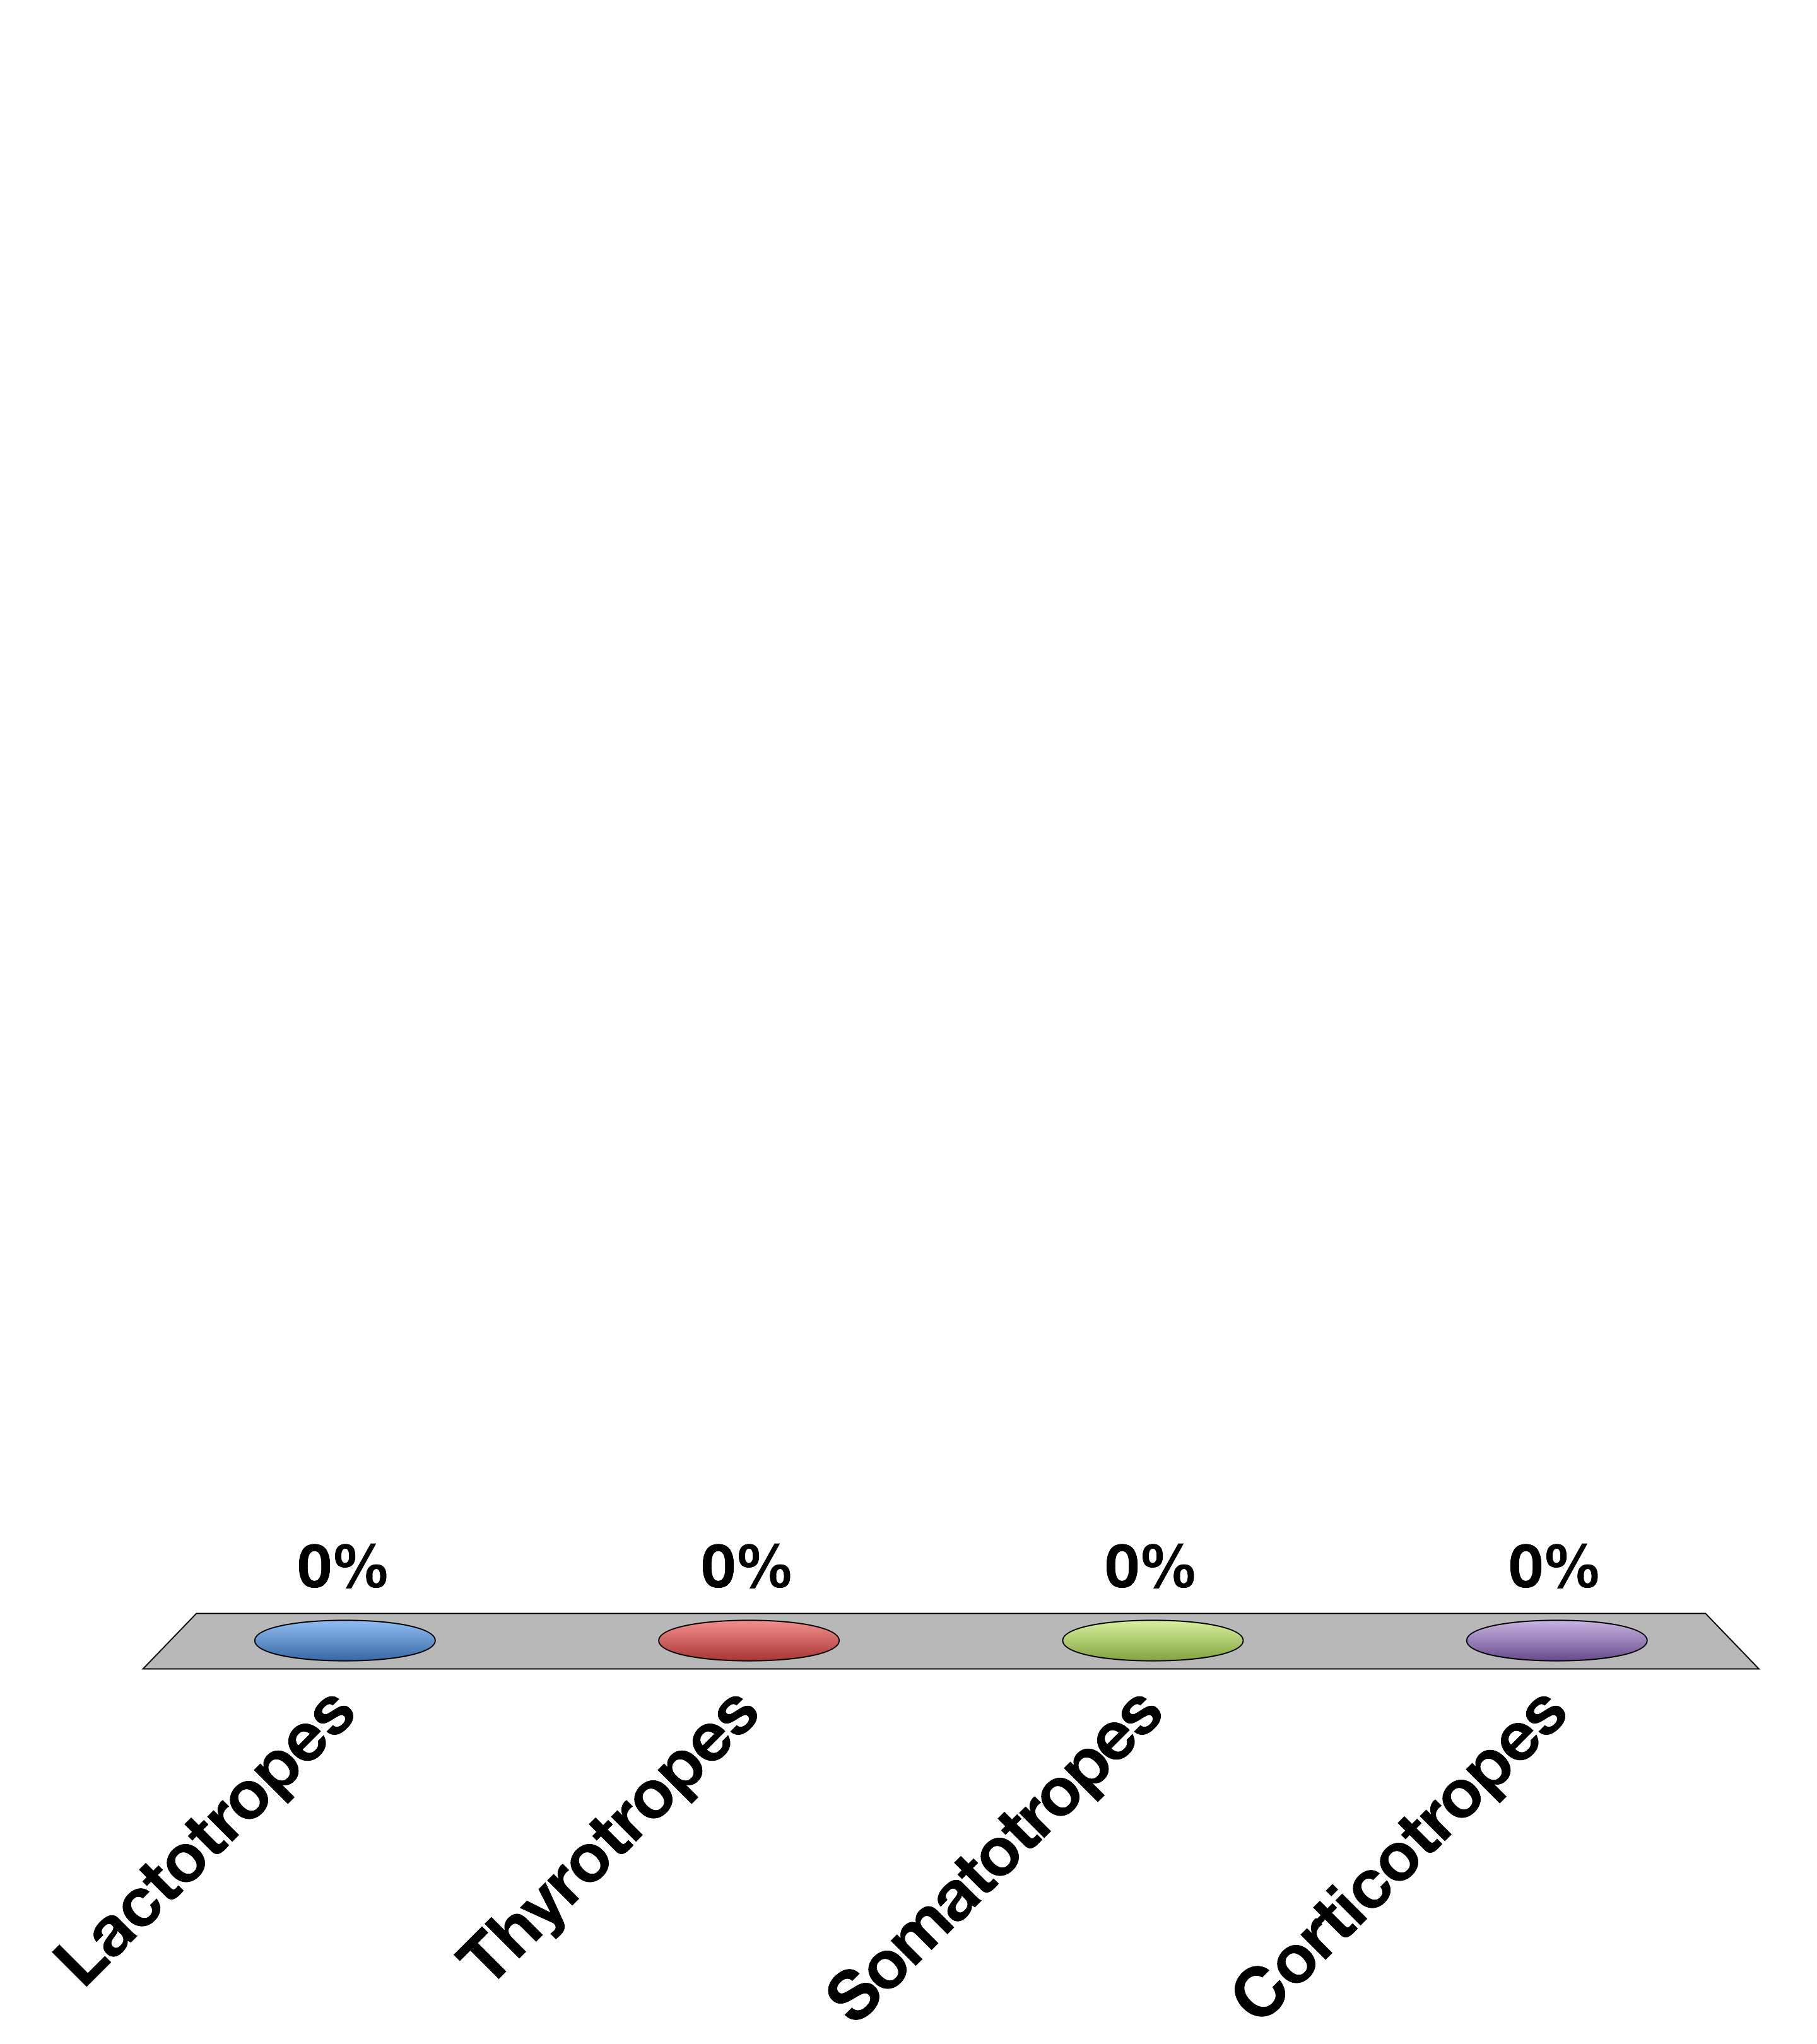 0% 0% 0% 0%
Lactotropes
Thyrotropes
Somatotropes
Corticotropes